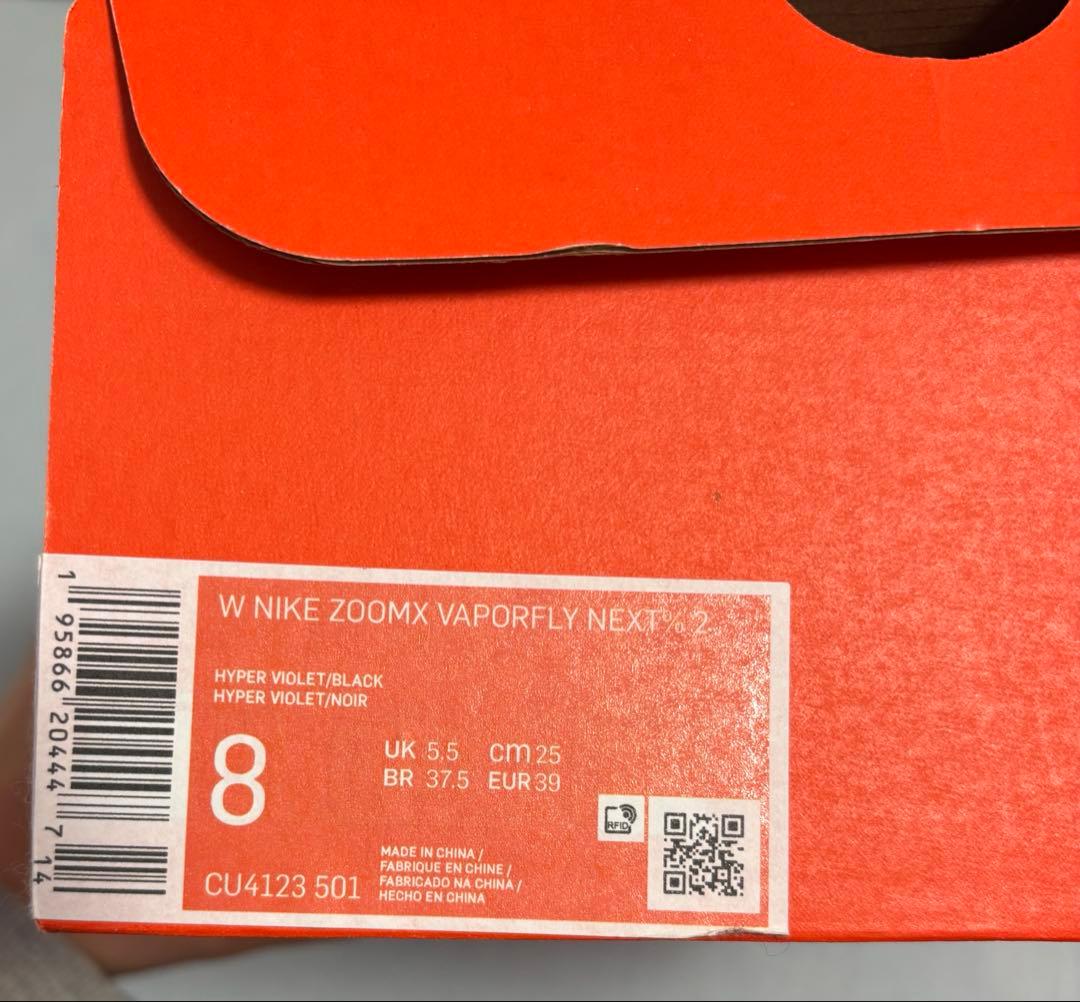 W NIKE ZOOMX VAPORFLY NEXT% 2
HYPER VIOLET/BLACK
HYPER VIOLET/NOIR
8
UK 5.5 cm 25
BR 37.5 EUR 39
RFID
CU4123 501
MADE IN CHINA /
FABRIQUE EN CHINE /
FABRICADO NA CHINA /
HECHO EN CHINA
1 95866 20444 7 14